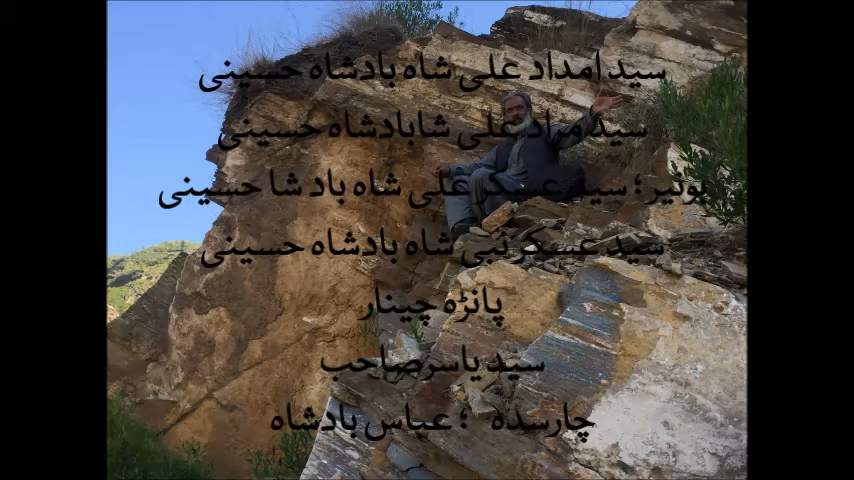 سید امداد علی شاہ بادشاہ حسینی
سید مراد علی شابادشاہ حسینی
بونیر؛ سید عسکر علی شاہ باد شا حسینی
سید عسکر نبی شاہ بادشاہ حسینی
پانڑہ چینار
سید یاسر صاحب
چارسدہ ؛ عباس بادشاہ